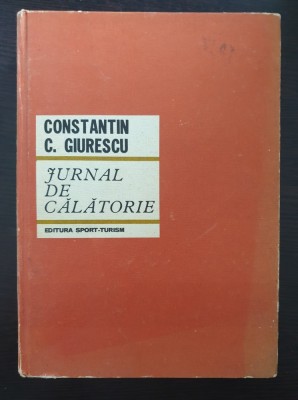 CONSTANTIN
C. GIURESCU
JURNAL
DE
CĂLĂTORIE
EDITURA SPORT-TURISM